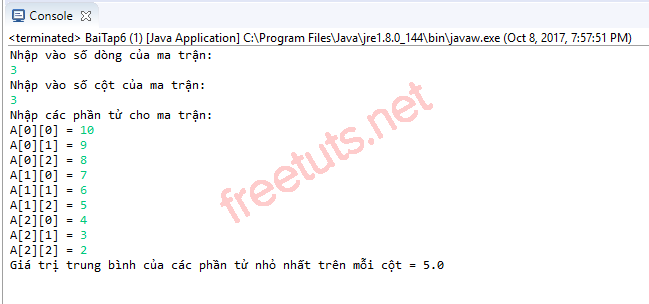 Console
<terminated> BaiTap6 (1) [Java Application] C:\Program Files\Java\jre1.8.0_144\bin\javaw.exe (Oct 8, 2017, 7:57:51 PM)
Nhập vào số dòng của ma trận:
3
Nhập vào số cột của ma trận:
3
Nhập các phần tử cho ma trận:
A[0][0] = 10
A[0][1] = 9
A[0][2] = 8
A[1][0] = 7
A[1][1] = 6
A[1][2] = 5
A[2][0] = 4
A[2][1] = 3
A[2][2] = 2
Giá trị trung bình của các phần tử nhỏ nhất trên mỗi cột = 5.0
freetuts.net